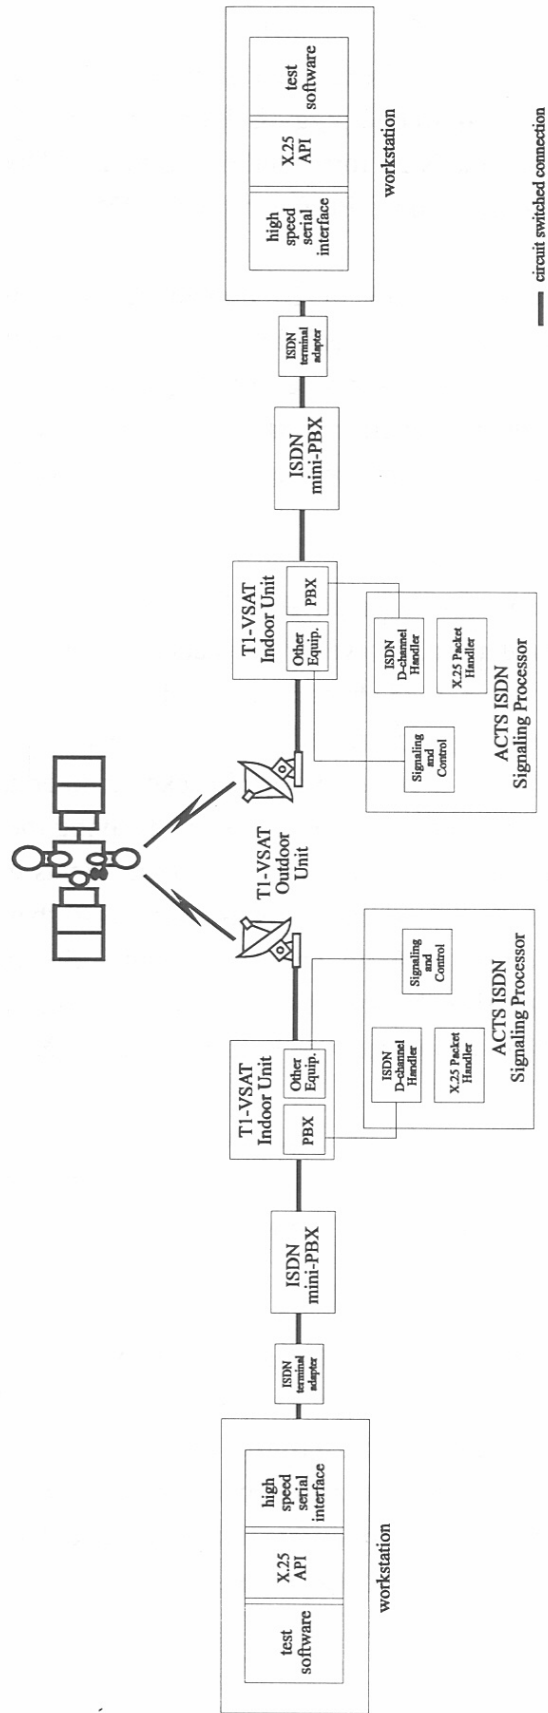 test
software
X.25
API
high
speed
serial
interface
workstation
ISDN
terminal
adapter
ISDN
mini-PBX
T1-VSAT
Indoor Unit
PBX
Other
Equip.
ISDN
D-channel
Handler
X.25 Packet
Handler
Signaling
and
Control
ACTS ISDN
Signaling Processor
T1-VSAT
Outdoor
Unit
T1-VSAT
Indoor Unit
Other
Equip.
PBX
Signaling
and
Control
ISDN
D-channel
Handler
X.25 Packet
Handler
ACTS ISDN
Signaling Processor
ISDN
mini-PBX
ISDN
terminal
adapter
high
speed
serial
interface
X.25
API
test
software
workstation
circuit switched connection